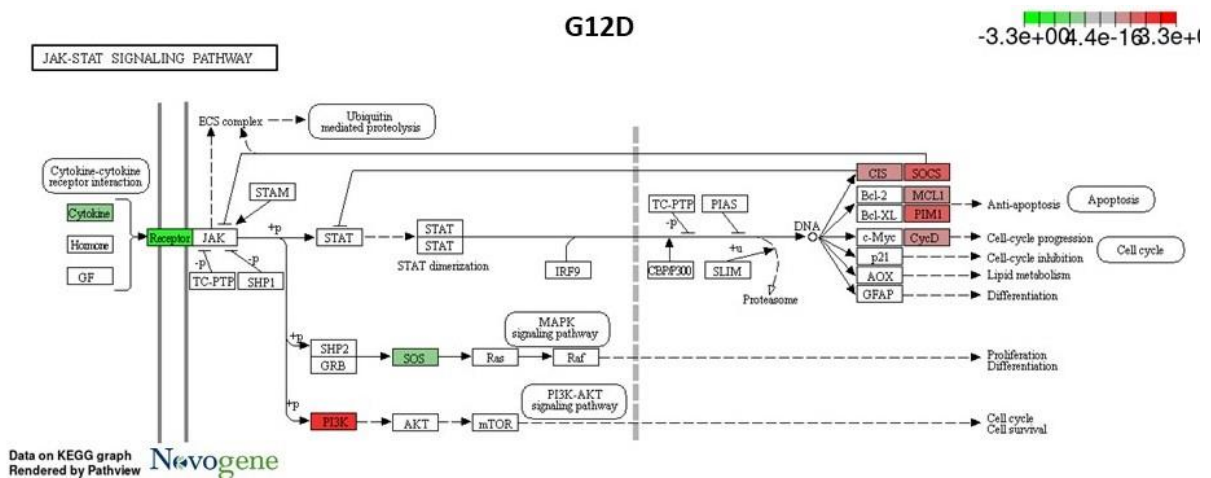 G12D
-3.3e+00 4.4e-16 3.3e+0
JAK-STAT SIGNALING PATHWAY
ECS complex
Ubiquitin
mediated proteolysis
Cytokine-cytokine
receptor interaction
Cytokine
Hormone
GF
Receptor
JAK
STAM
-p
-p
TC-PTP
SHP1
+p
STAT
STAT
STAT
STAT dimerization
IRF9
TC-PTP
PIAS
-p
CBP/P300
+u
SLIM
Proteasome
DNA
CIS
SOCS
Bcl-2
MCL1
Bcl-XL
PIM1
Anti-apoptosis
Apoptosis
c-Myc
CycD
Cell-cycle progression
Cell cycle
p21
Cell-cycle inhibition
AOX
Lipid metabolism
GFAP
Differentiation
+p
SHP2
GRB
SOS
Ras
Raf
MAPK
signaling pathway
Proliferation
Differentiation
+p
PI3K
AKT
mTOR
PI3K-AKT
signaling pathway
Cell cycle
Cell survival
Data on KEGG graph
Rendered by Pathview
Novogene